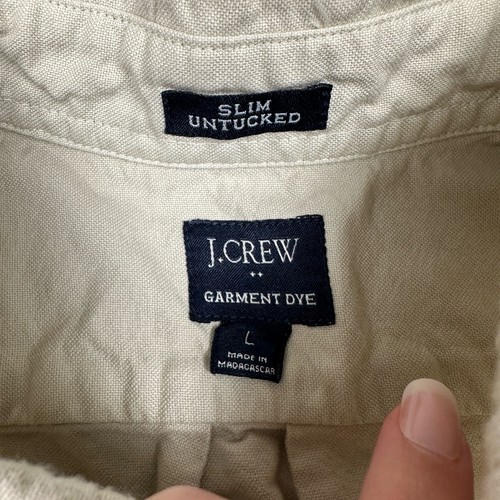 SLIM
UNTUCKED
J.CREW
GARMENT DYE
L
MADE IN
MADAGASCAR